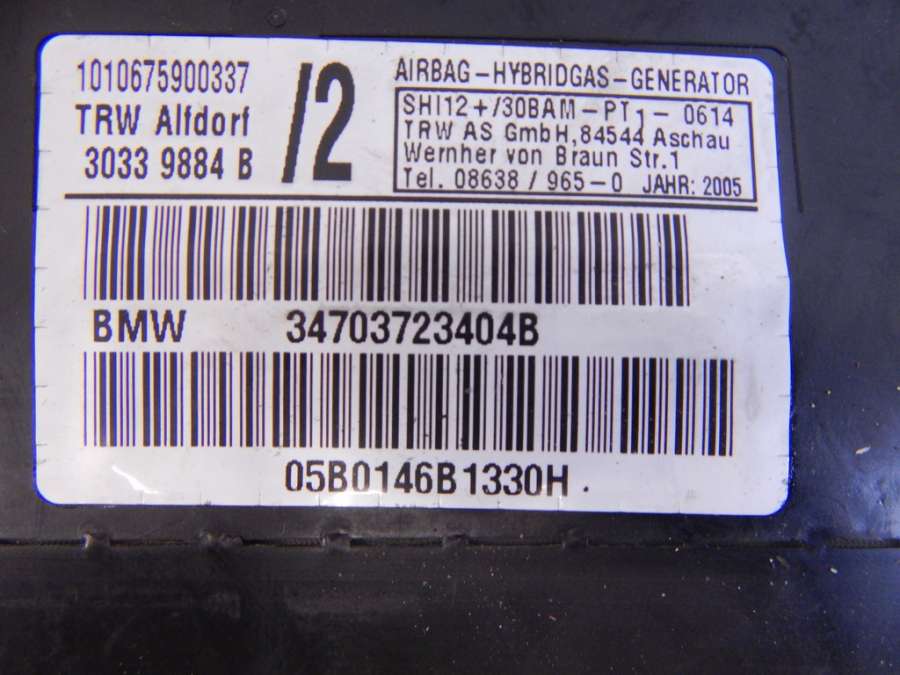 1010675900337
TRW Alfdorf
3033 9884 B
/2
AIRBAG-HYBRIDGAS-GENERATOR
SHI12+/30BAM-PT1-0614
TRW AS GmbH,84544 Aschau
Wernher von Braun Str.1
Tel. 08638/965-0 JAHR: 2005
BMW 34703723404B
05B0146B1330H.